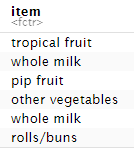 item
<fctr>
tropical fruit
whole milk
pip fruit
other vegetables
whole milk
rolls/buns